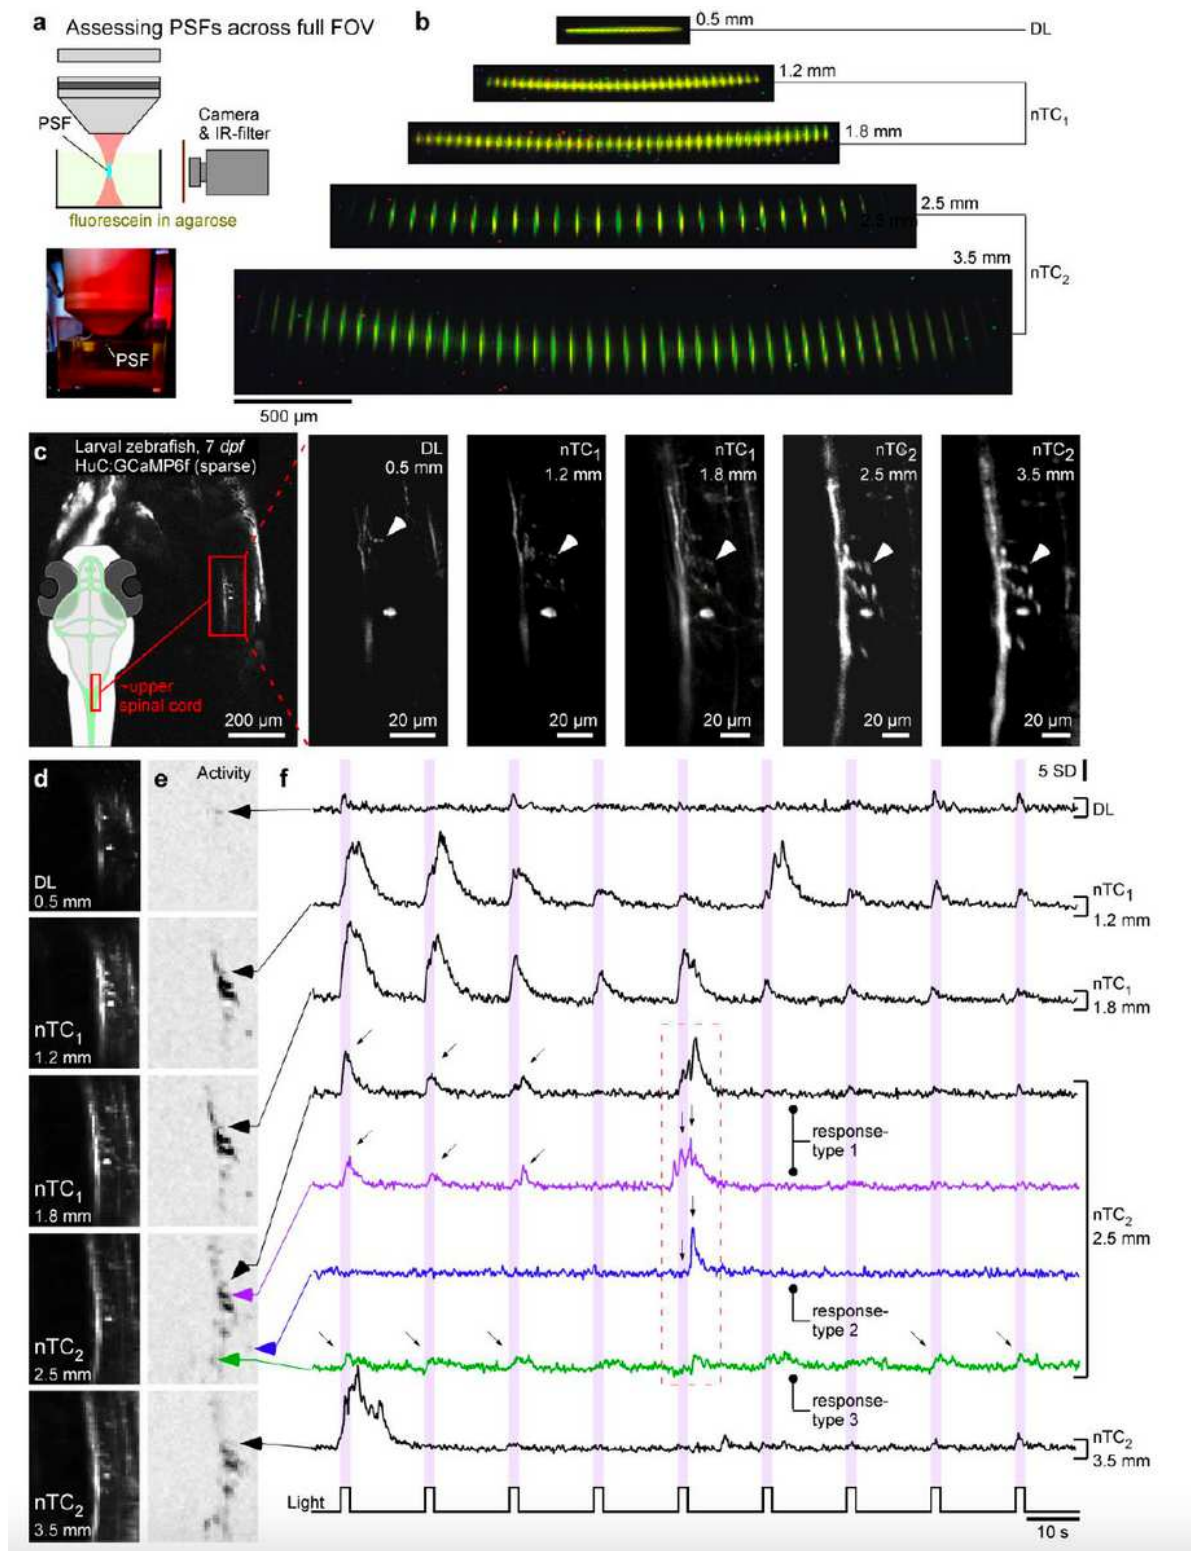 a Assessing PSFs across full FOV
PSF
Camera
& IR-filter
fluorescein in agarose
PSF
b
0.5 mm
DL
1.2 mm
nTC1
1.8 mm
2.5 mm
2.5 mm
nTC2
3.5 mm
500 µm
c Larval zebrafish, 7 dpf
HuC:GCaMP6f (sparse)
~upper
spinal cord
200 µm
DL
0.5 mm
20 µm
nTC1
1.2 mm
20 µm
nTC1
1.8 mm
20 µm
nTC2
2.5 mm
20 µm
nTC2
3.5 mm
20 µm
d
DL
0.5 mm
nTC1
1.2 mm
nTC1
1.8 mm
nTC2
2.5 mm
nTC2
3.5 mm
e Activity
f
5 SD
DL
nTC1
1.2 mm
nTC1
1.8 mm
response-
type 1
nTC2
2.5 mm
response-
type 2
response-
type 3
nTC2
3.5 mm
Light
10 s